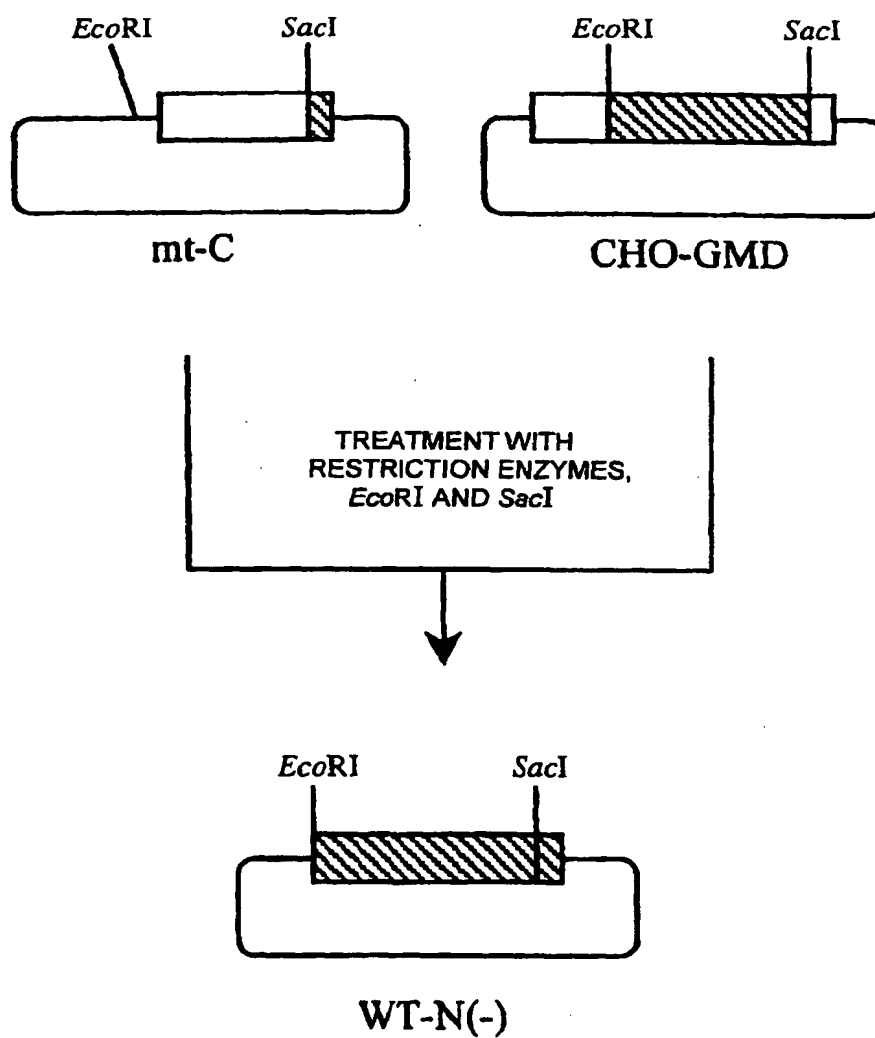 EcoRI SacI EcoRI SacI
mt-C CHO-GMD
TREATMENT WITH
RESTRICTION ENZYMES,
EcoRI AND SacI
EcoRI SacI
WT-N(-)